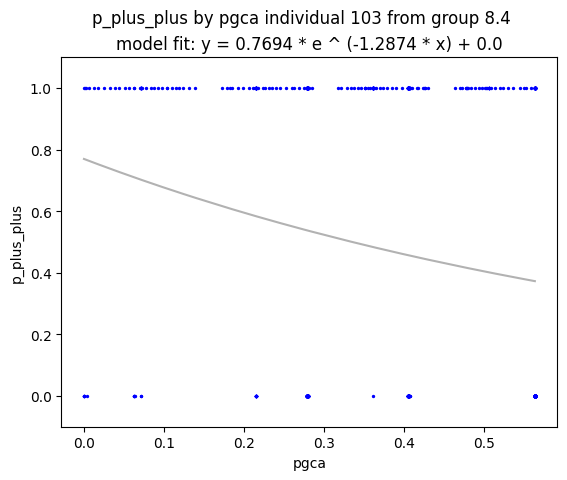 p_plus_plus by pgca individual 103 from group 8.4
model fit: y = 0.7694 * e ^ (-1.2874 * x) + 0.0
1.0
0.8
0.6
0.4
0.2
0.0
p_plus_plus
0.0 0.1 0.2 0.3 0.4 0.5
pgca